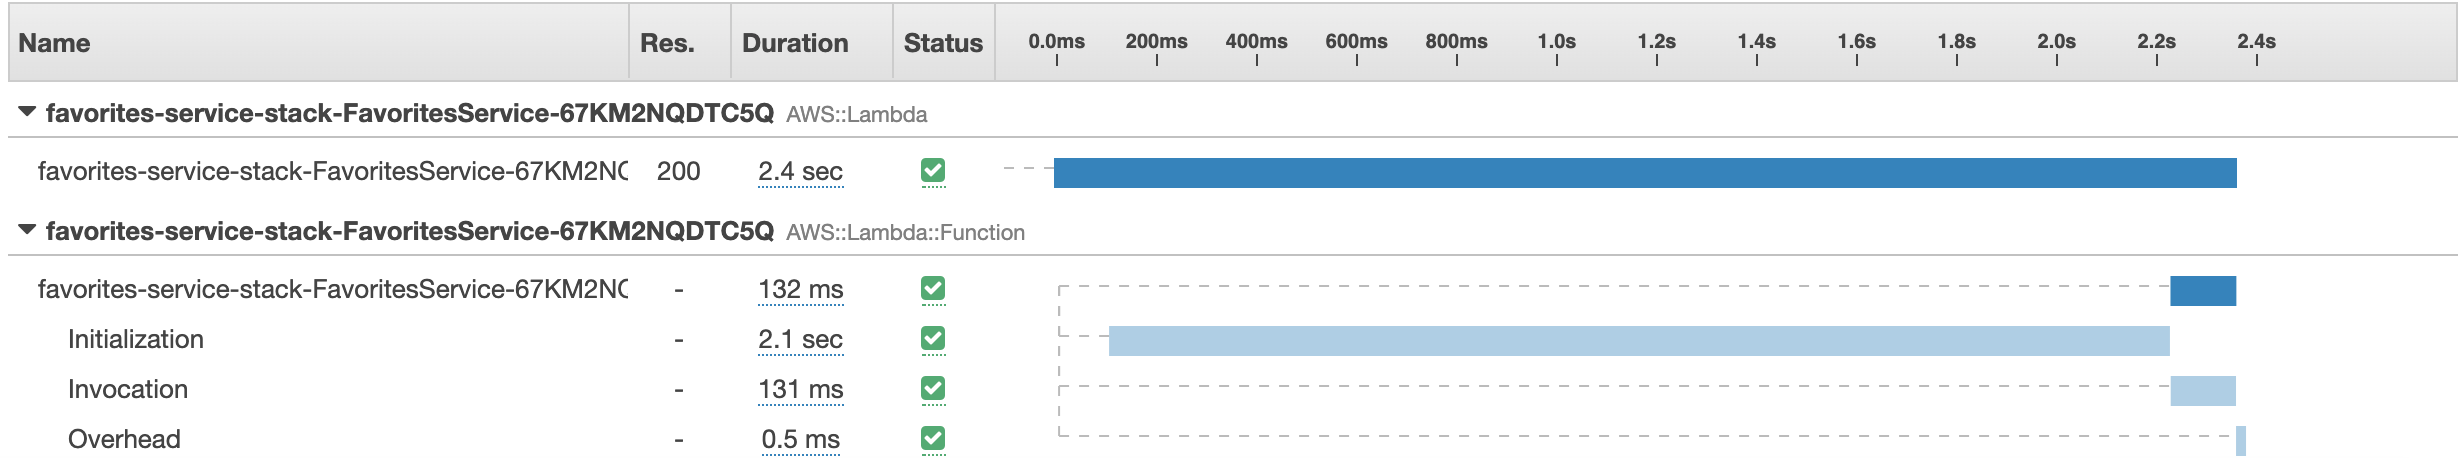 Name Res. Duration Status 0.0ms 200ms 400ms 600ms 800ms 1.0s 1.2s 1.4s 1.6s 1.8s 2.0s 2.2s 2.4s
favorites-service-stack-FavoritesService-67KM2NQDTC5Q AWS::Lambda
favorites-service-stack-FavoritesService-67KM2NC 200 2.4 sec
favorites-service-stack-FavoritesService-67KM2NQDTC5Q AWS::Lambda::Function
favorites-service-stack-FavoritesService-67KM2NC - 132 ms
Initialization - 2.1 sec
Invocation - 131 ms
Overhead - 0.5 ms